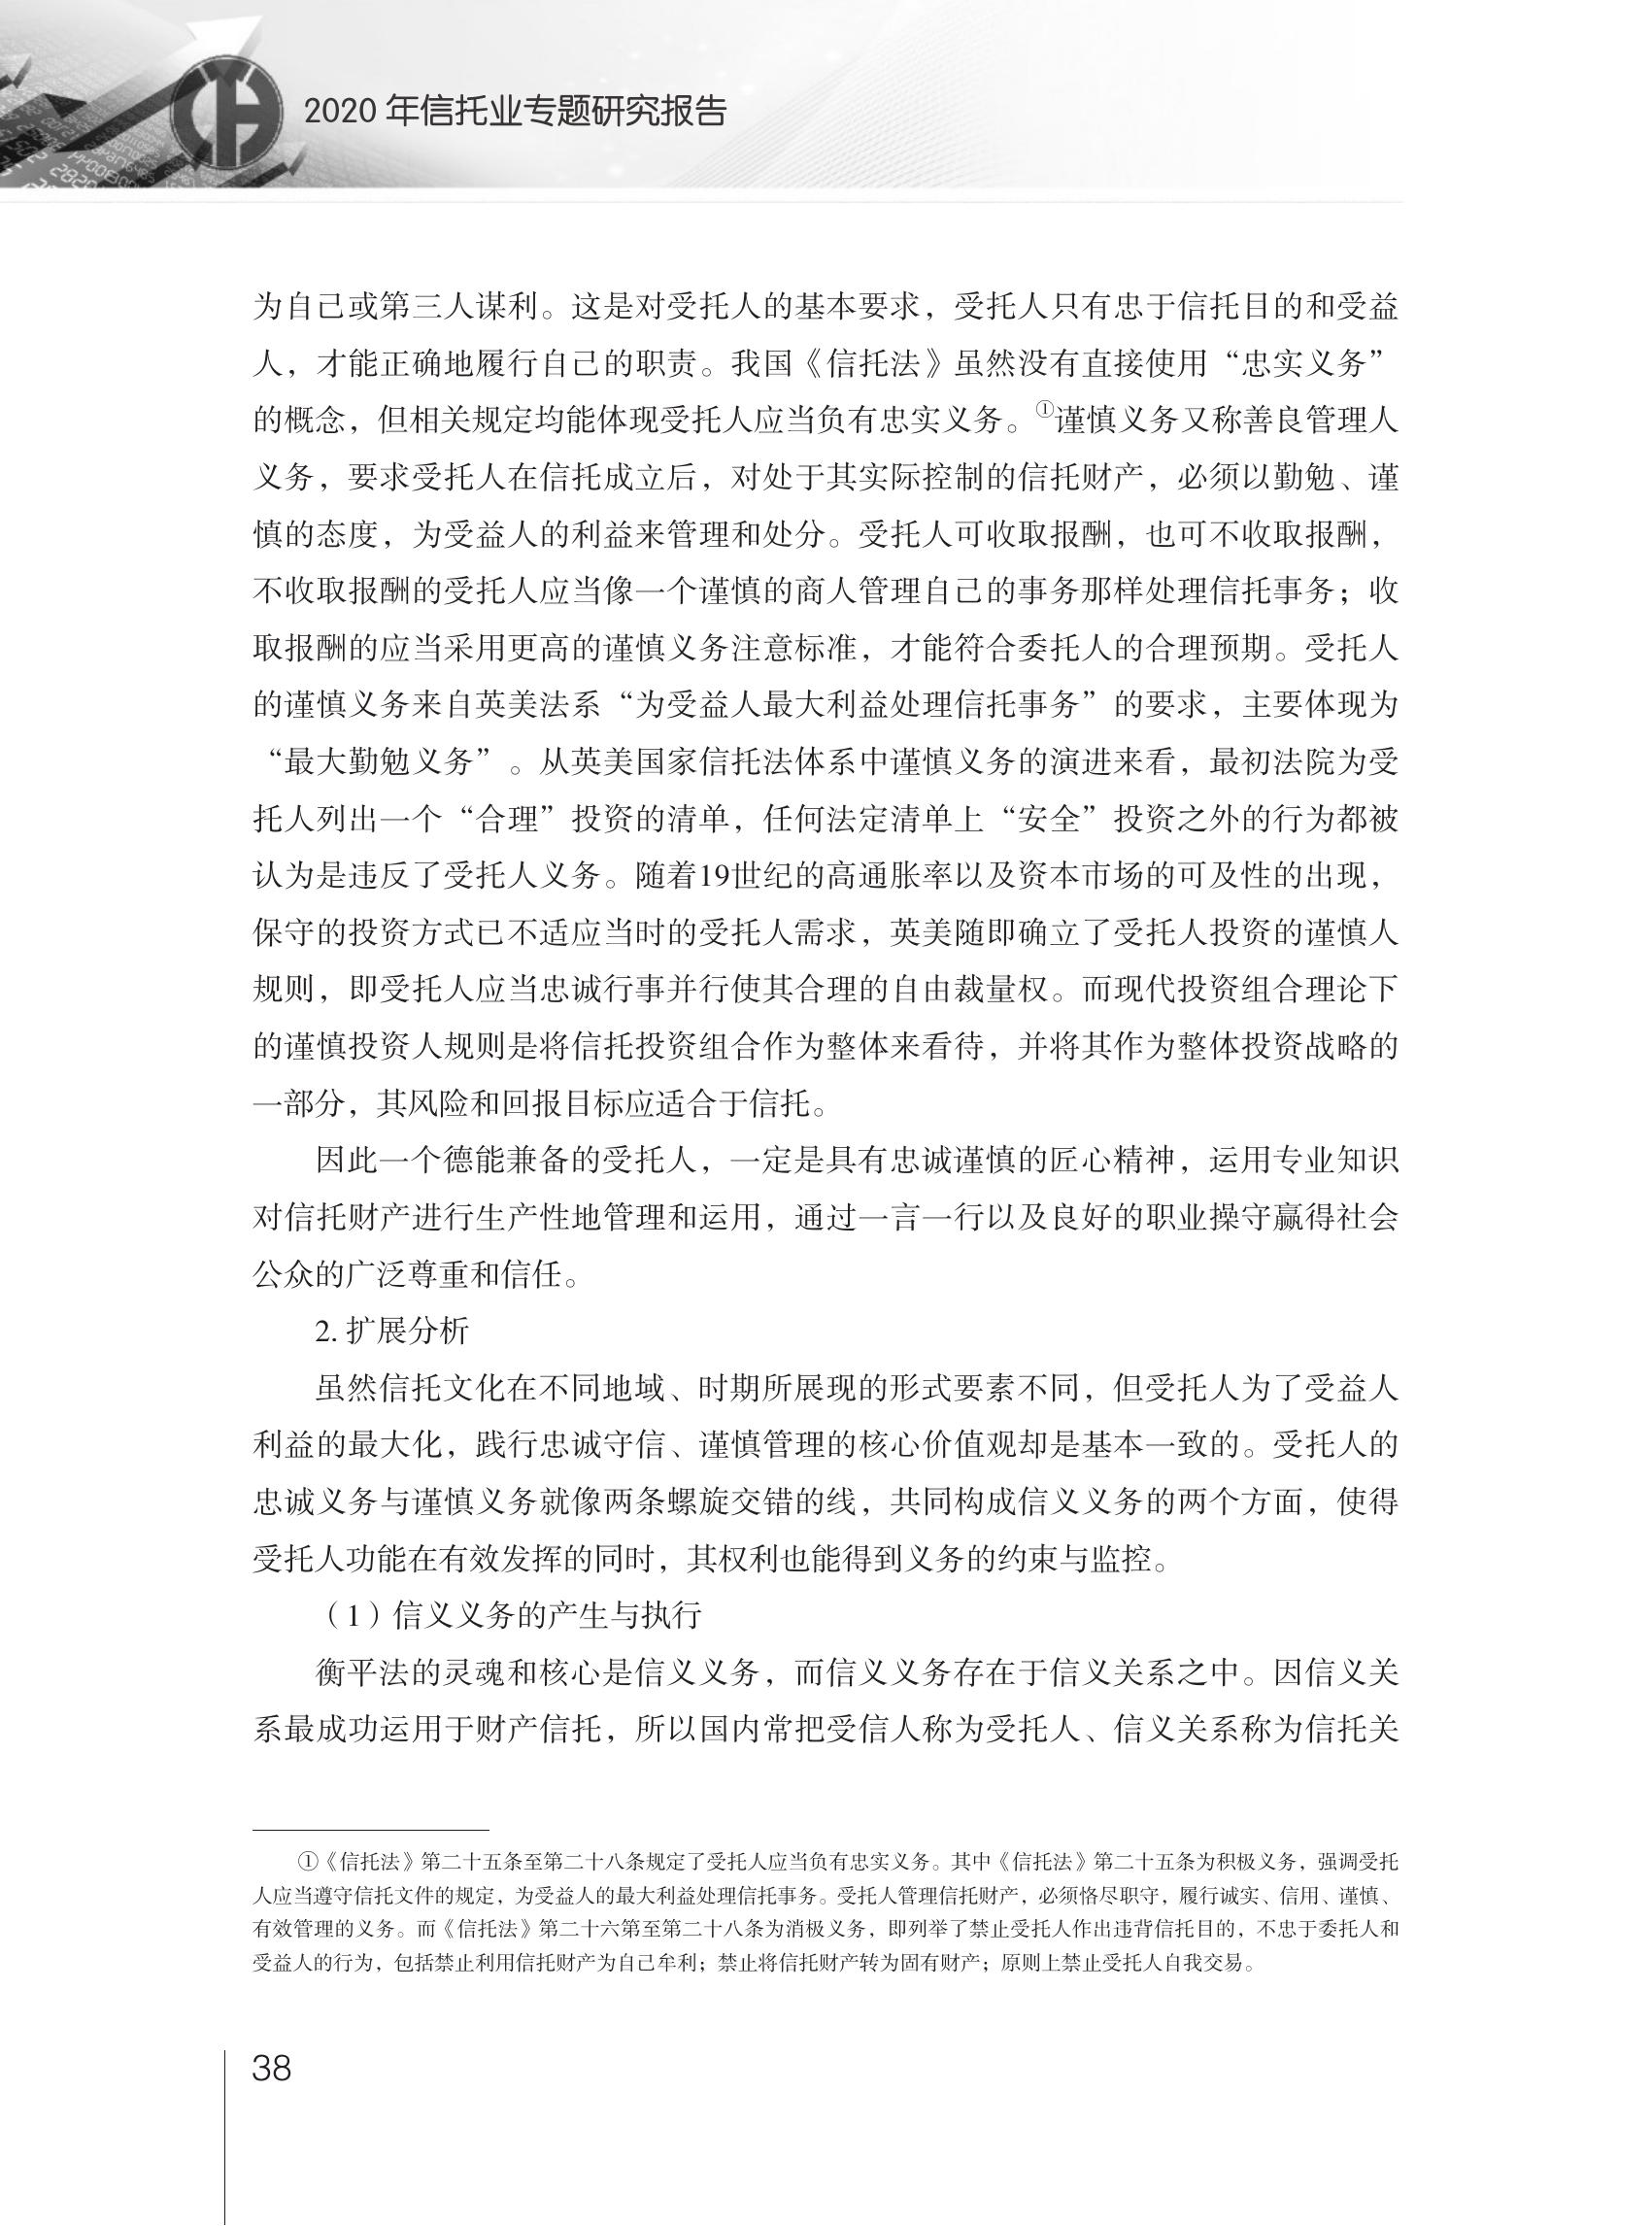 2020 年信托业专题研究报告
为自己或第三人谋利。这是对受托人的基本要求，受托人只有忠于信托目的和受益
人，才能正确地履行自己的职责。我国《信托法》虽然没有直接使用“忠实义务”
的概念，但相关规定均能体现受托人应当负有忠实义务。①谨慎义务又称善良管理人
义务，要求受托人在信托成立后，对处于其实际控制的信托财产，必须以勤勉、谨
慎的态度，为受益人的利益来管理和处分。受托人可收取报酬，也可不收取报酬，
不收取报酬的受托人应当像一个谨慎的商人管理自己的事务那样处理信托事务；收
取报酬的应当采用更高的谨慎义务注意标准，才能符合委托人的合理预期。受托人
的谨慎义务来自英美法系“为受益人最大利益处理信托事务”的要求，主要体现为
“最大勤勉义务”。从英美国家信托法体系中谨慎义务的演进来看，最初法院为受
托人列出一个“合理”投资的清单，任何法定清单上“安全”投资之外的行为都被
认为是违反了受托人义务。随着19世纪的高通胀率以及资本市场的可及性的出现，
保守的投资方式已不适应当时的受托人需求，英美随即确立了受托人投资的谨慎人
规则，即受托人应当忠诚行事并行使其合理的自由裁量权。而现代投资组合理论下
的谨慎投资人规则是将信托投资组合作为整体来看待，并将其作为整体投资战略的
一部分，其风险和回报目标应适合于信托。
因此一个德能兼备的受托人，一定是具有忠诚谨慎的匠心精神，运用专业知识
对信托财产进行生产性地管理和运用，通过一言一行以及良好的职业操守赢得社会
公众的广泛尊重和信任。
2. 扩展分析
虽然信托文化在不同地域、时期所展现的形式要素不同，但受托人为了受益人
利益的最大化，践行忠诚守信、谨慎管理的核心价值观却是基本一致的。受托人的
忠诚义务与谨慎义务就像两条螺旋交错的线，共同构成信义义务的两个方面，使得
受托人功能在有效发挥的同时，其权利也能得到义务的约束与监控。
（1）信义义务的产生与执行
衡平法的灵魂和核心是信义义务，而信义义务存在于信义关系之中。因信义关
系最成功运用于财产信托，所以国内常把受信人称为受托人、信义关系称为信托关
①《信托法》第二十五条至第二十八条规定了受托人应当负有忠实义务。其中《信托法》第二十五条为积极义务，强调受托
人应当遵守信托文件的规定，为受益人的最大利益处理信托事务。受托人管理信托财产，必须恪尽职守，履行诚实、信用、谨慎、
有效管理的义务。而《信托法》第二十六第至第二十八条为消极义务，即列举了禁止受托人作出违背信托目的，不忠于委托人和
受益人的行为，包括禁止利用信托财产为自己牟利；禁止将信托财产转为固有财产；原则上禁止受托人自我交易。
38